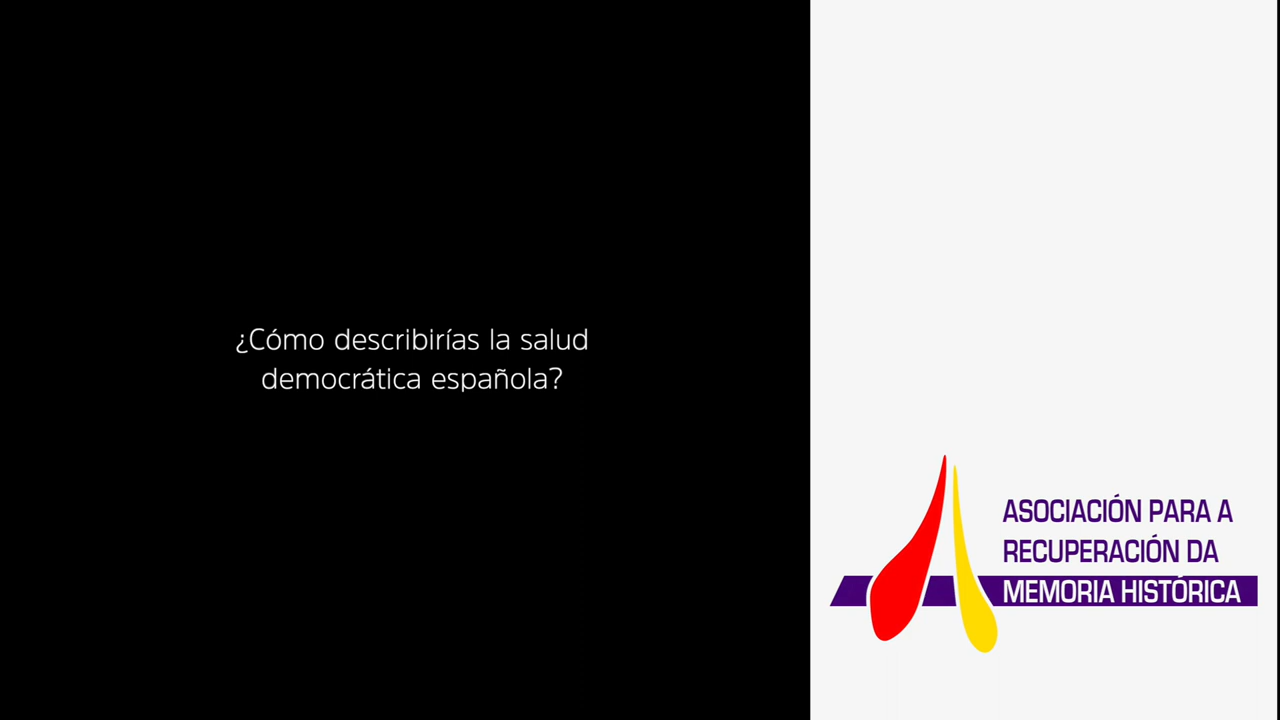 ¿Cómo describirías la salud
democrática española?
ASOCIACIÓN PARA A
RECUPERACIÓN DA
MEMORIA HISTÓRICA